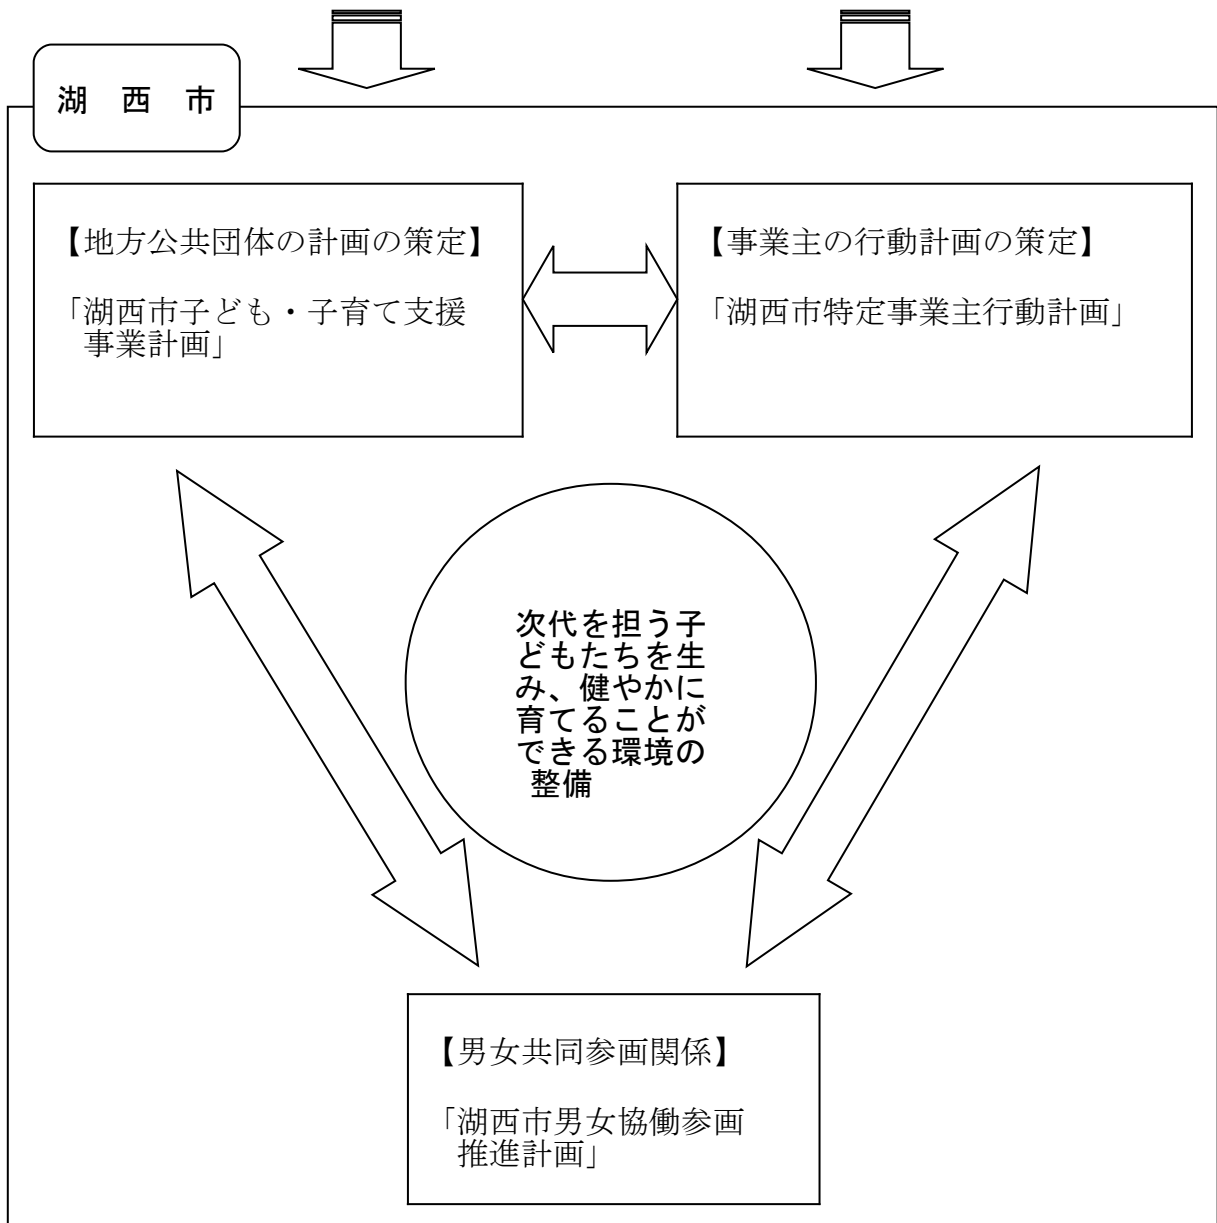 湖 西 市
【地方公共団体の計画の策定】
「湖西市子ども・子育て支援
事業計画」
【事業主の行動計画の策定】
「湖西市特定事業主行動計画」
次代を担う子
どもたちを生
み、健やかに
育てることが
できる環境の
整備
【男女共同参画関係】
「湖西市男女協働参画
推進計画」